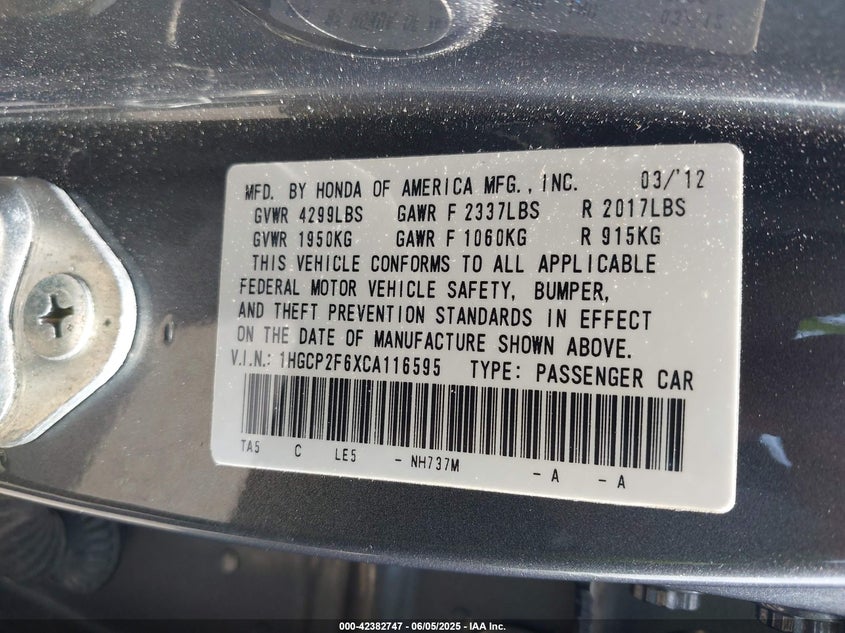 MFD. BY HONDA OF AMERICA MFG., INC. 03/'12
GVWR 4299LBS GAWR F 2337LBS R 2017LBS
GVWR 1950KG GAWR F 1060KG R 915KG
THIS VEHICLE CONFORMS TO ALL APPLICABLE
FEDERAL MOTOR VEHICLE SAFETY, BUMPER,
AND THEFT PREVENTION STANDARDS IN EFFECT
ON THE DATE OF MANUFACTURE SHOWN ABOVE.
V.I.N.: 1HGCP2F6XCA116595 TYPE: PASSENGER CAR
TA5 C LE5 - NH737M - A - A
000-42382747 - 06/05/2025 - IAA Inc.